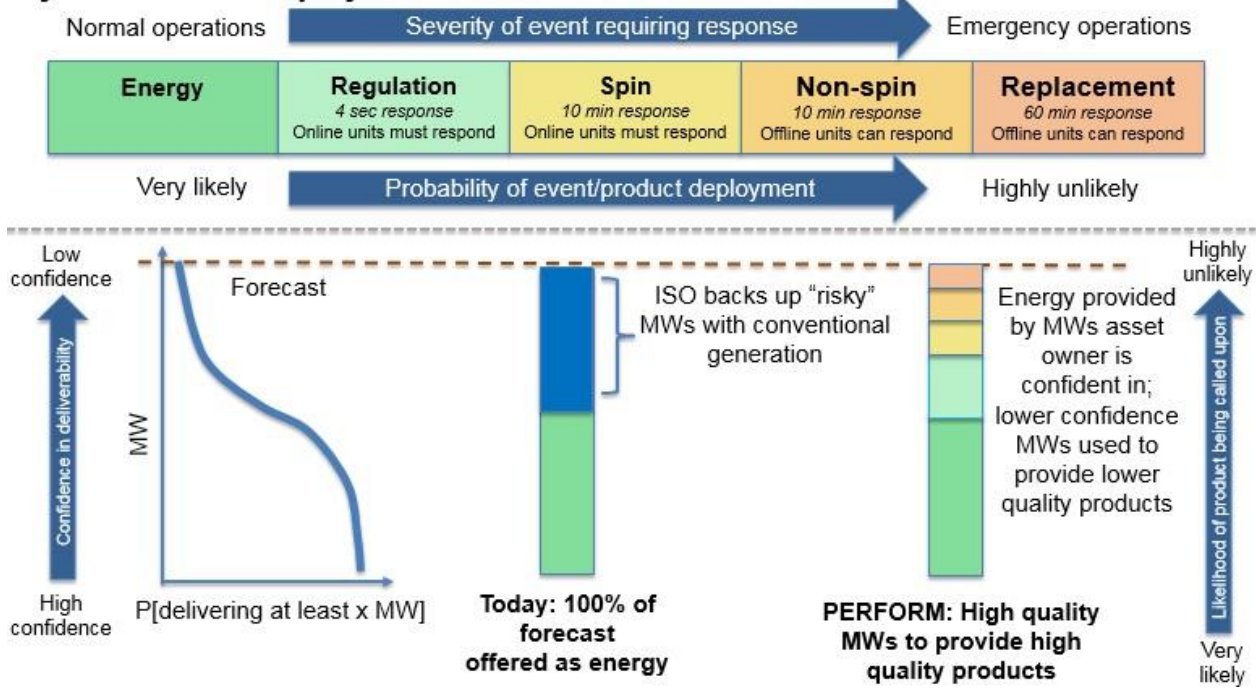 Normal operations
Severity of event requiring response
Emergency operations
Energy
Regulation
4 sec response
Online units must respond
Spin
10 min response
Online units must respond
Non-spin
10 min response
Offline units can respond
Replacement
60 min response
Offline units can respond
Very likely
Probability of event/product deployment
Highly unlikely
Low
confidence
Confidence in deliverability
High
confidence
MW
Forecast
P[delivering at least x MW]
ISO backs up “risky”
MWs with conventional
generation
Today: 100% of
forecast
offered as energy
Energy provided
by MWs asset
owner is
confident in;
lower confidence
MWs used to
provide lower
quality products
PERFORM: High quality
MWs to provide high
quality products
Highly
unlikely
Likelihood of product being called upon
Very
likely